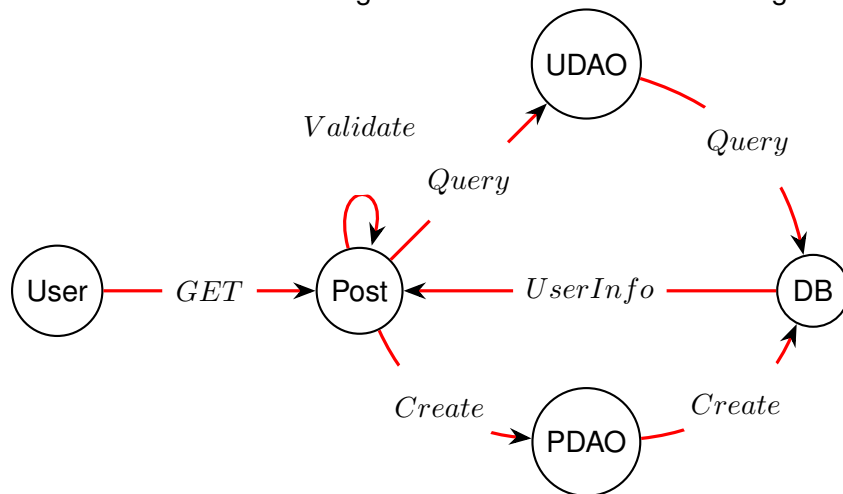 UDAO
Validate
Query
Query
User
GET
Post
UserInfo
DB
Create
Create
PDAO